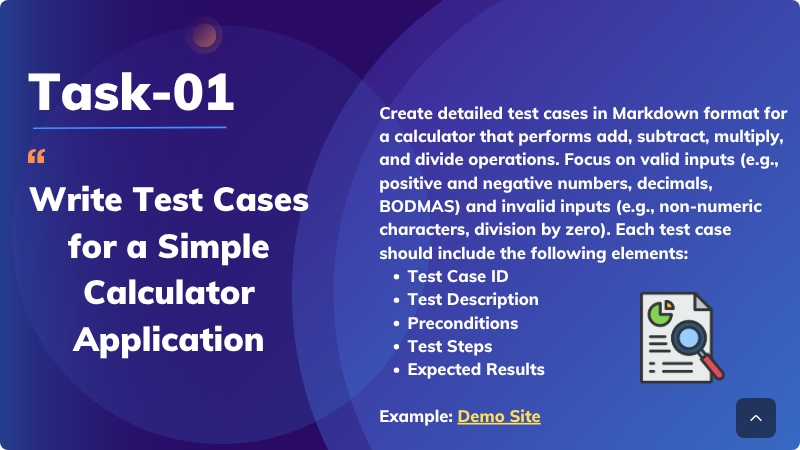 Task-01
“
Write Test Cases
for a Simple
Calculator
Application
Create detailed test cases in Markdown format for
a calculator that performs add, subtract, multiply,
and divide operations. Focus on valid inputs (e.g.,
positive and negative numbers, decimals,
BODMAS) and invalid inputs (e.g., non-numeric
characters, division by zero). Each test case
should include the following elements:
• Test Case ID
• Test Description
• Preconditions
• Test Steps
• Expected Results
Example: Demo Site